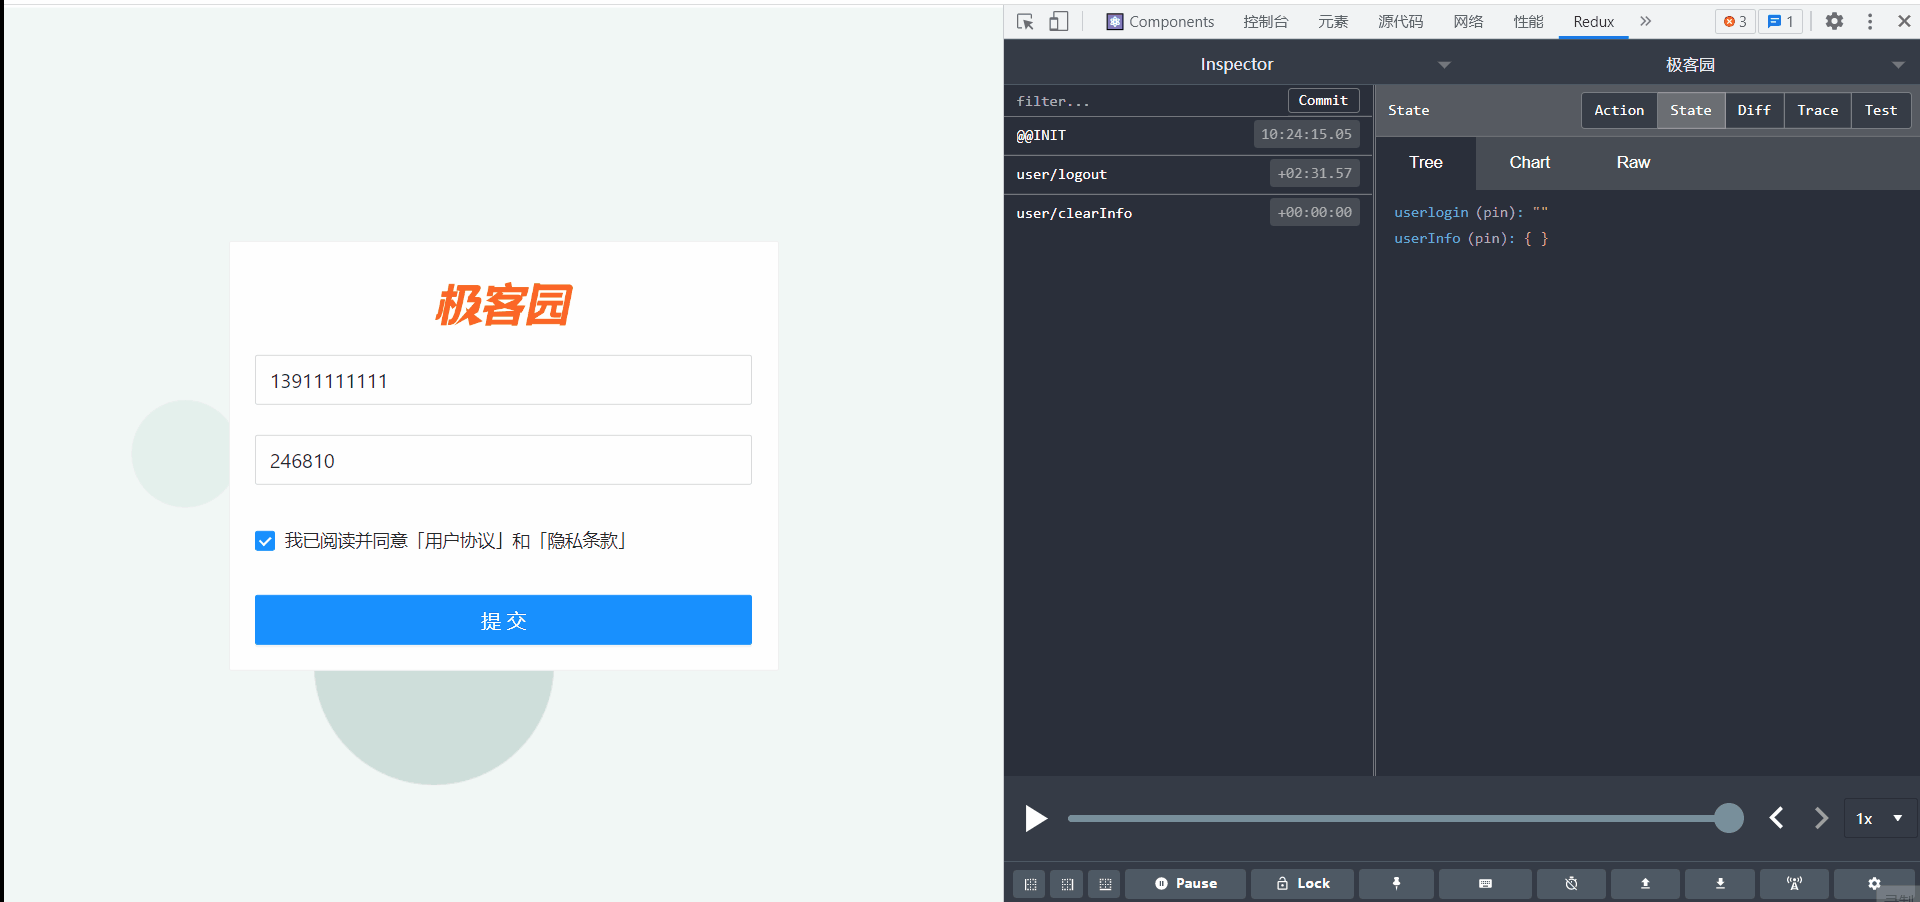 极客园
13911111111
246810
我已阅读并同意「用户协议」和「隐私条款」
提 交
Components 控制台 元素 源代码 网络 性能 Redux » 3 1
Inspector 极客园
filter... Commit
@@INIT 10:24:15.05
user/logout +02:31.57
user/clearInfo +00:00:00
State Action State Diff Trace Test
Tree Chart Raw
userlogin (pin): ""
userInfo (pin): { }
1x
Pause Lock